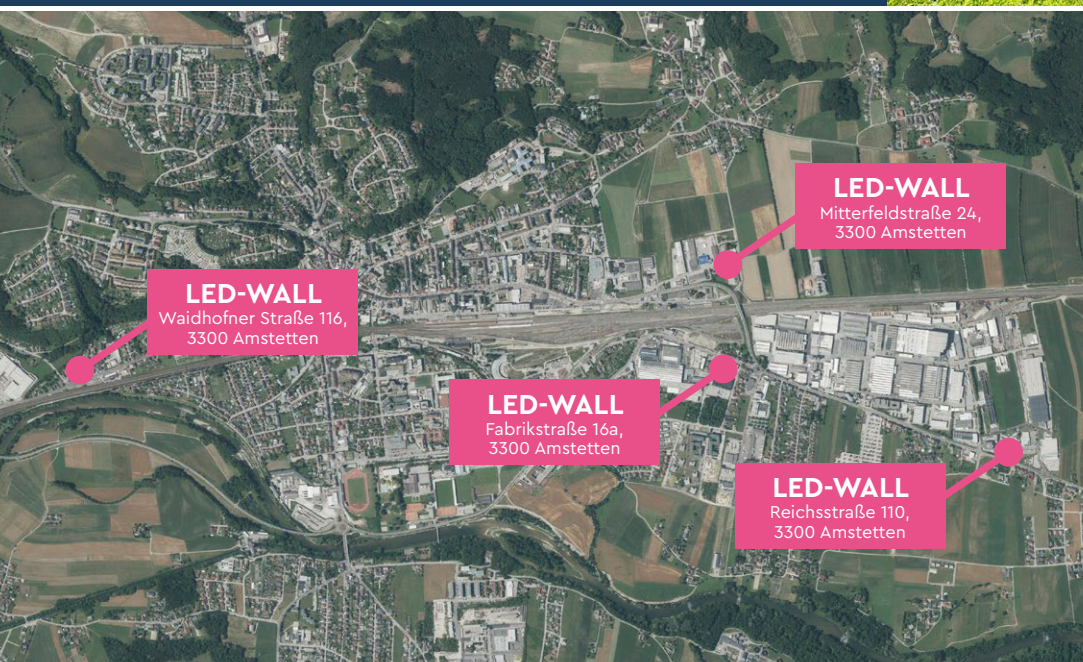 LED-WALL
Mitterfeldstraße 24,
3300 Amstetten
LED-WALL
Waidhofner Straße 116,
3300 Amstetten
LED-WALL
Fabrikstraße 16a,
3300 Amstetten
LED-WALL
Reichsstraße 110,
3300 Amstetten